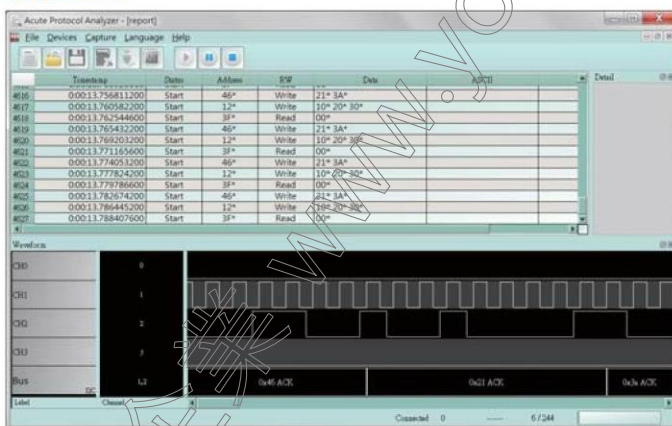 Acute Protocol Analyzer - [report]
File Devices Capture Language Help
Timestamp Status Address RW Data ASCII Detail
4616 0:00:13.756811200 Start 46* Write 21* 3A*
4617 0:00:13.760582200 Start 12* Write 10* 20* 30*
4618 0:00:13.762544600 Start 3F* Read 00*
4619 0:00:13.765432200 Start 46* Write 21* 3A*
4620 0:00:13.769203200 Start 12* Write 10* 20* 30*
4621 0:00:13.771165600 Start 3F* Read 00*
4622 0:00:13.774053200 Start 46* Write 21* 3A*
4623 0:00:13.777824200 Start 12* Write 10* 20* 30*
4624 0:00:13.779786600 Start 3F* Read 00*
4625 0:00:13.782674200 Start 46* Write 21* 3A*
4626 0:00:13.786445200 Start 12* Write 10* 20* 30*
4627 0:00:13.788407600 Start 3F* Read 00*
Waveform
CH0 0
CH1 1
CH2 2
CH3 3
Bus I2C 1,2 0x46 ACK 0x21 ACK 0x3a ACK
Label Channel
Connected 0 ---- 6 / 244
www.yo